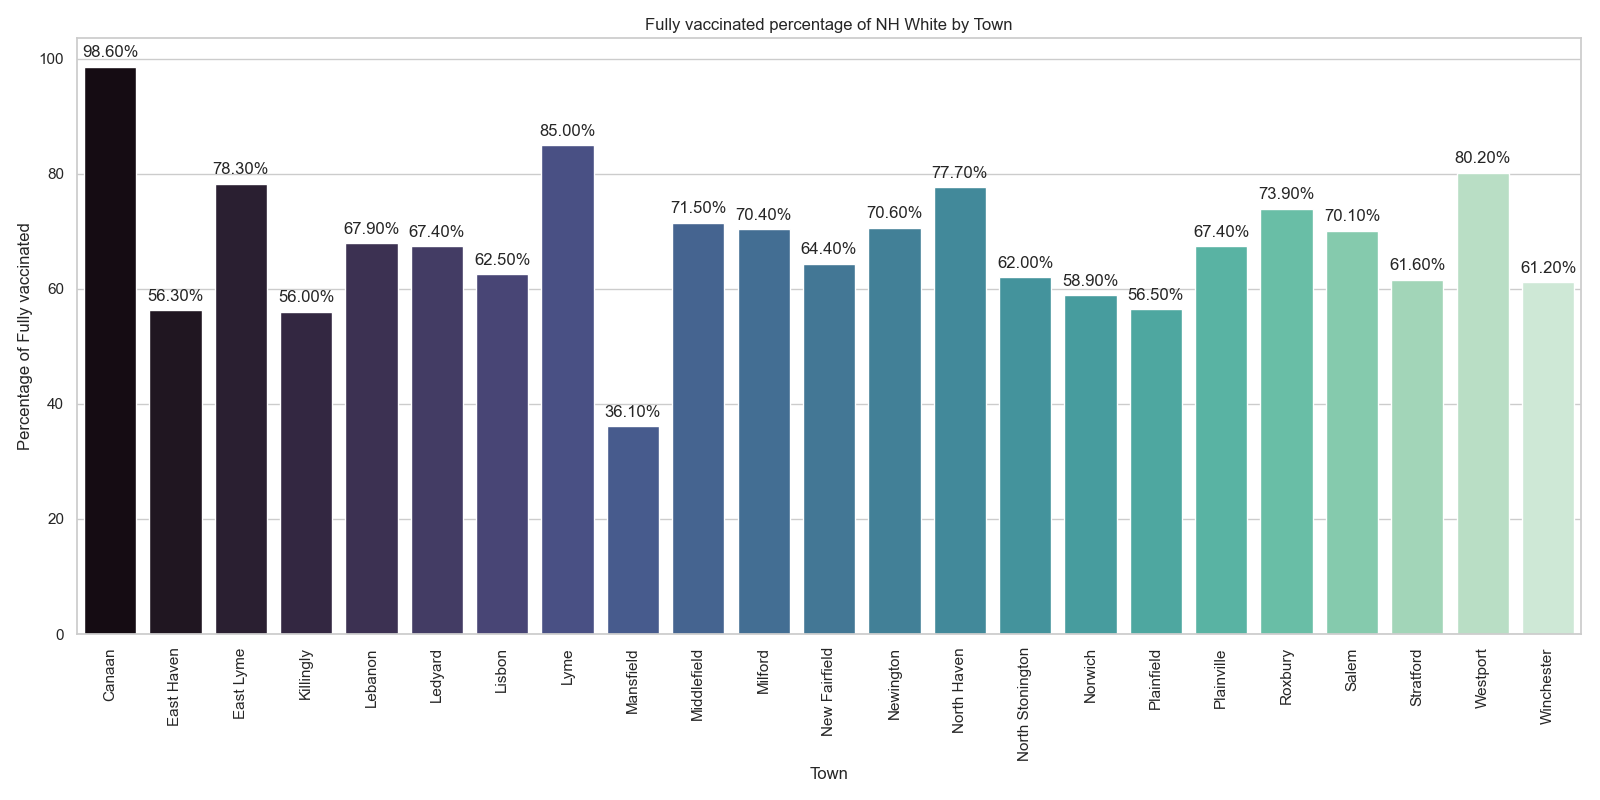 Fully vaccinated percentage of NH White by Town
Percentage of Fully vaccinated
100
80
60
40
20
0
98.60%
56.30%
78.30%
56.00%
67.90%
67.40%
62.50%
85.00%
36.10%
71.50%
70.40%
64.40%
70.60%
77.70%
62.00%
58.90%
56.50%
67.40%
73.90%
70.10%
61.60%
80.20%
61.20%
Canaan
East Haven
East Lyme
Killingly
Lebanon
Ledyard
Lisbon
Lyme
Mansfield
Middlefield
Milford
New Fairfield
Newington
North Haven
North Stonington
Norwich
Plainfield
Plainville
Roxbury
Salem
Stratford
Westport
Winchester
Town